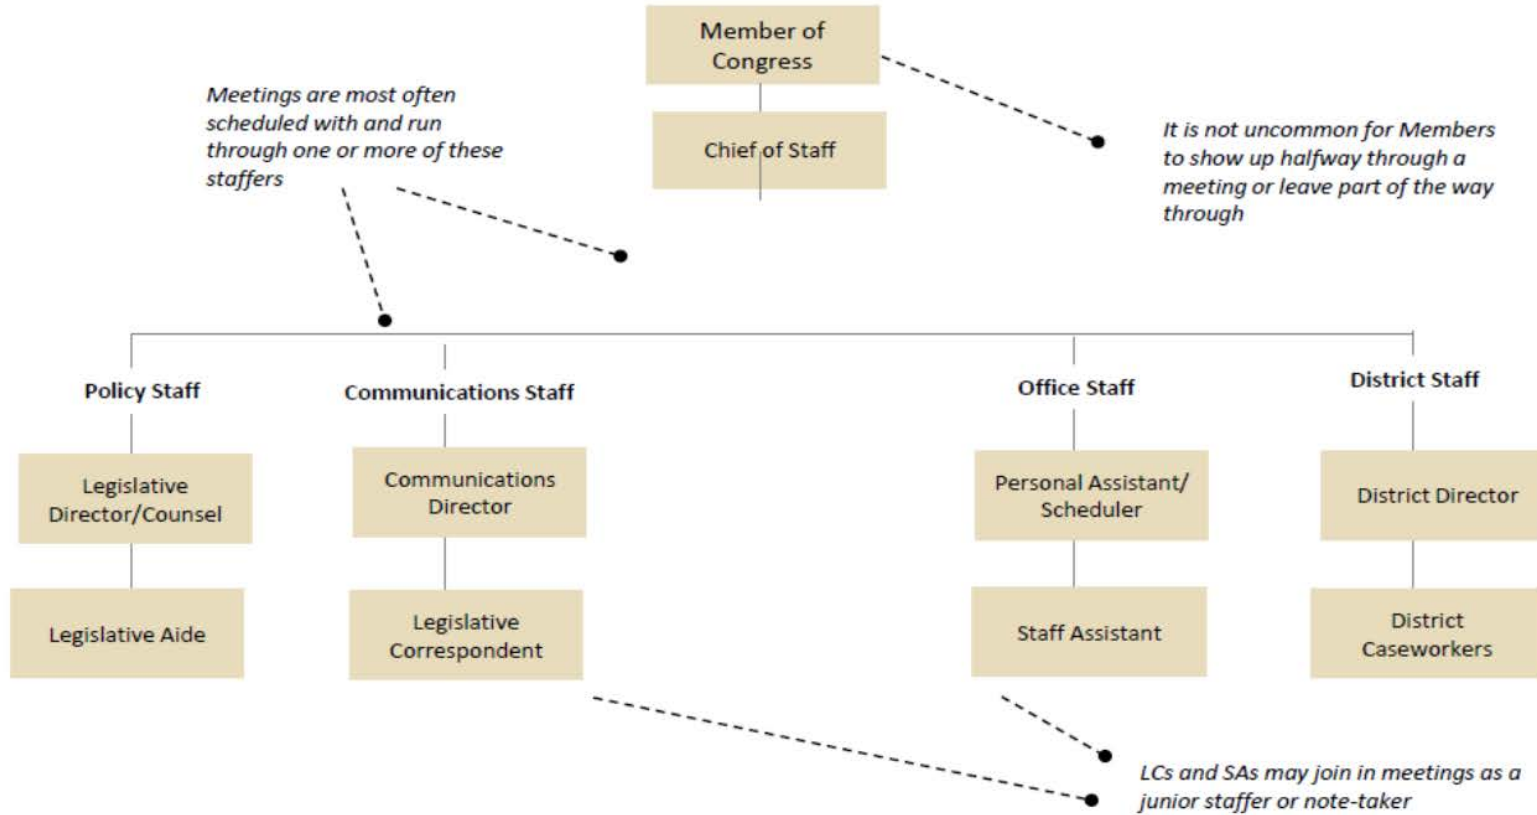 Member of
Congress
Meetings are most often
scheduled with and run
through one or more of these
staffers
Chief of Staff
It is not uncommon for Members
to show up halfway through a
meeting or leave part of the way
through
Policy Staff
Communications Staff
Office Staff
District Staff
Legislative
Director/Counsel
Communications
Director
Personal Assistant/
Scheduler
District Director
Legislative Aide
Legislative
Correspondent
Staff Assistant
District
Caseworkers
LCs and SAs may join in meetings as a
junior staffer or note-taker